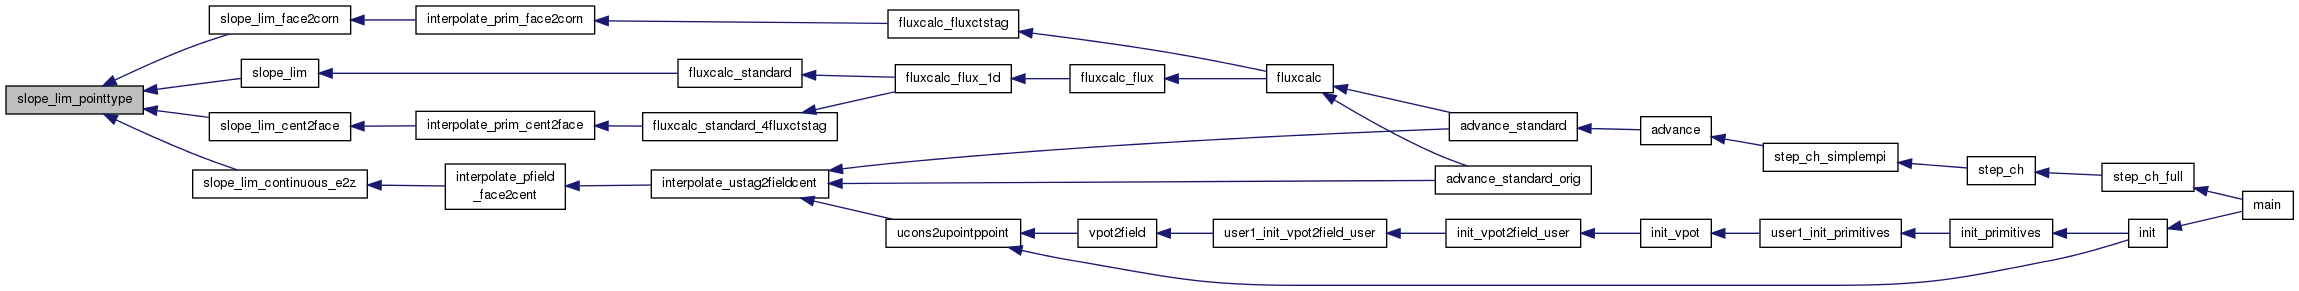 slope_lim_pointtype
slope_lim_face2corn
interpolate_prim_face2corn
fluxcalc_fluxctstag
slope_lim
fluxcalc_standard
fluxcalc_flux_1d
fluxcalc_flux
fluxcalc
slope_lim_cent2face
interpolate_prim_cent2face
fluxcalc_standard_4fluxctstag
advance_standard
advance
step_ch_simplempi
step_ch
step_ch_full
main
slope_lim_continuous_e2z
interpolate_pfield
_face2cent
interpolate_ustag2fieldcent
advance_standard_orig
ucons2upointppoint
vpot2field
user1_init_vpot2field_user
init_vpot2field_user
init_vpot
user1_init_primitives
init_primitives
init